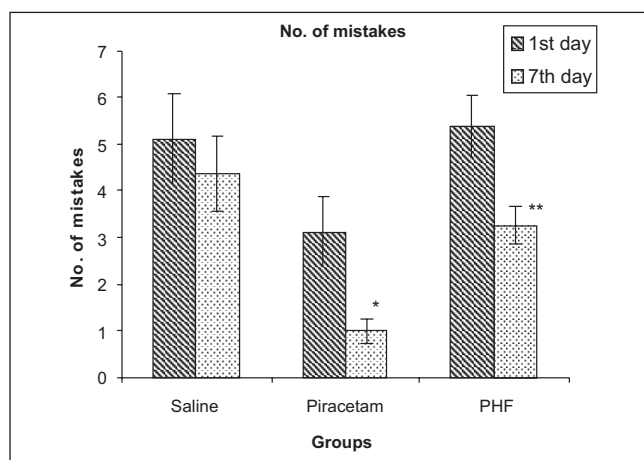 No. of mistakes
1st day
7th day
No. of mistakes
7
6
5
4
3
2
1
0
*
**
Saline Piracetam PHF
Groups